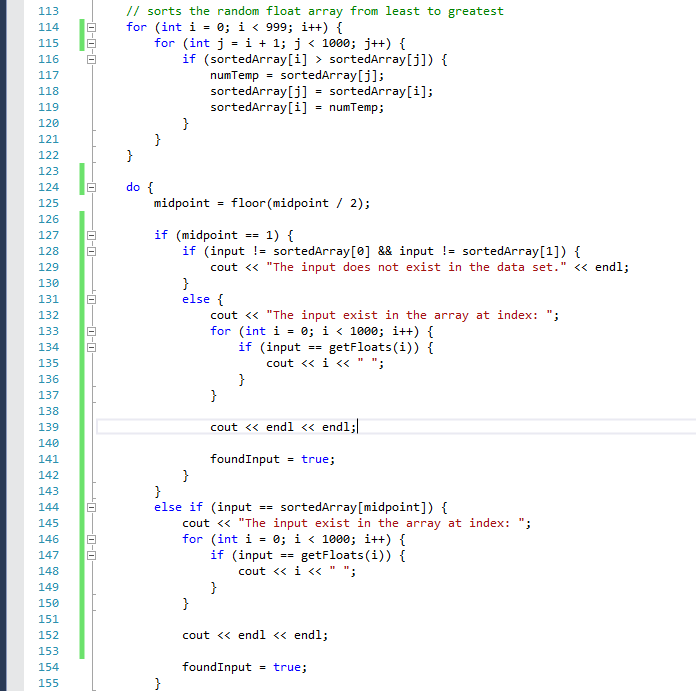 113 // sorts the random float array from least to greatest
114 for (int i = 0; i < 999; i++) {
115 for (int j = i + 1; j < 1000; j++) {
116 if (sortedArray[i] > sortedArray[j]) {
117 numTemp = sortedArray[j];
118 sortedArray[j] = sortedArray[i];
119 sortedArray[i] = numTemp;
120 }
121 }
122 }
123
124 do {
125 midpoint = floor(midpoint / 2);
126
127 if (midpoint == 1) {
128 if (input != sortedArray[0] && input != sortedArray[1]) {
129 cout << "The input does not exist in the data set." << endl;
130 }
131 else {
132 cout << "The input exist in the array at index: ";
133 for (int i = 0; i < 1000; i++) {
134 if (input == getFloats(i)) {
135 cout << i << " ";
136 }
137 }
138
139 cout << endl << endl;
140
141 foundInput = true;
142 }
143 }
144 else if (input == sortedArray[midpoint]) {
145 cout << "The input exist in the array at index: ";
146 for (int i = 0; i < 1000; i++) {
147 if (input == getFloats(i)) {
148 cout << i << " ";
149 }
150 }
151
152 cout << endl << endl;
153
154 foundInput = true;
155 }